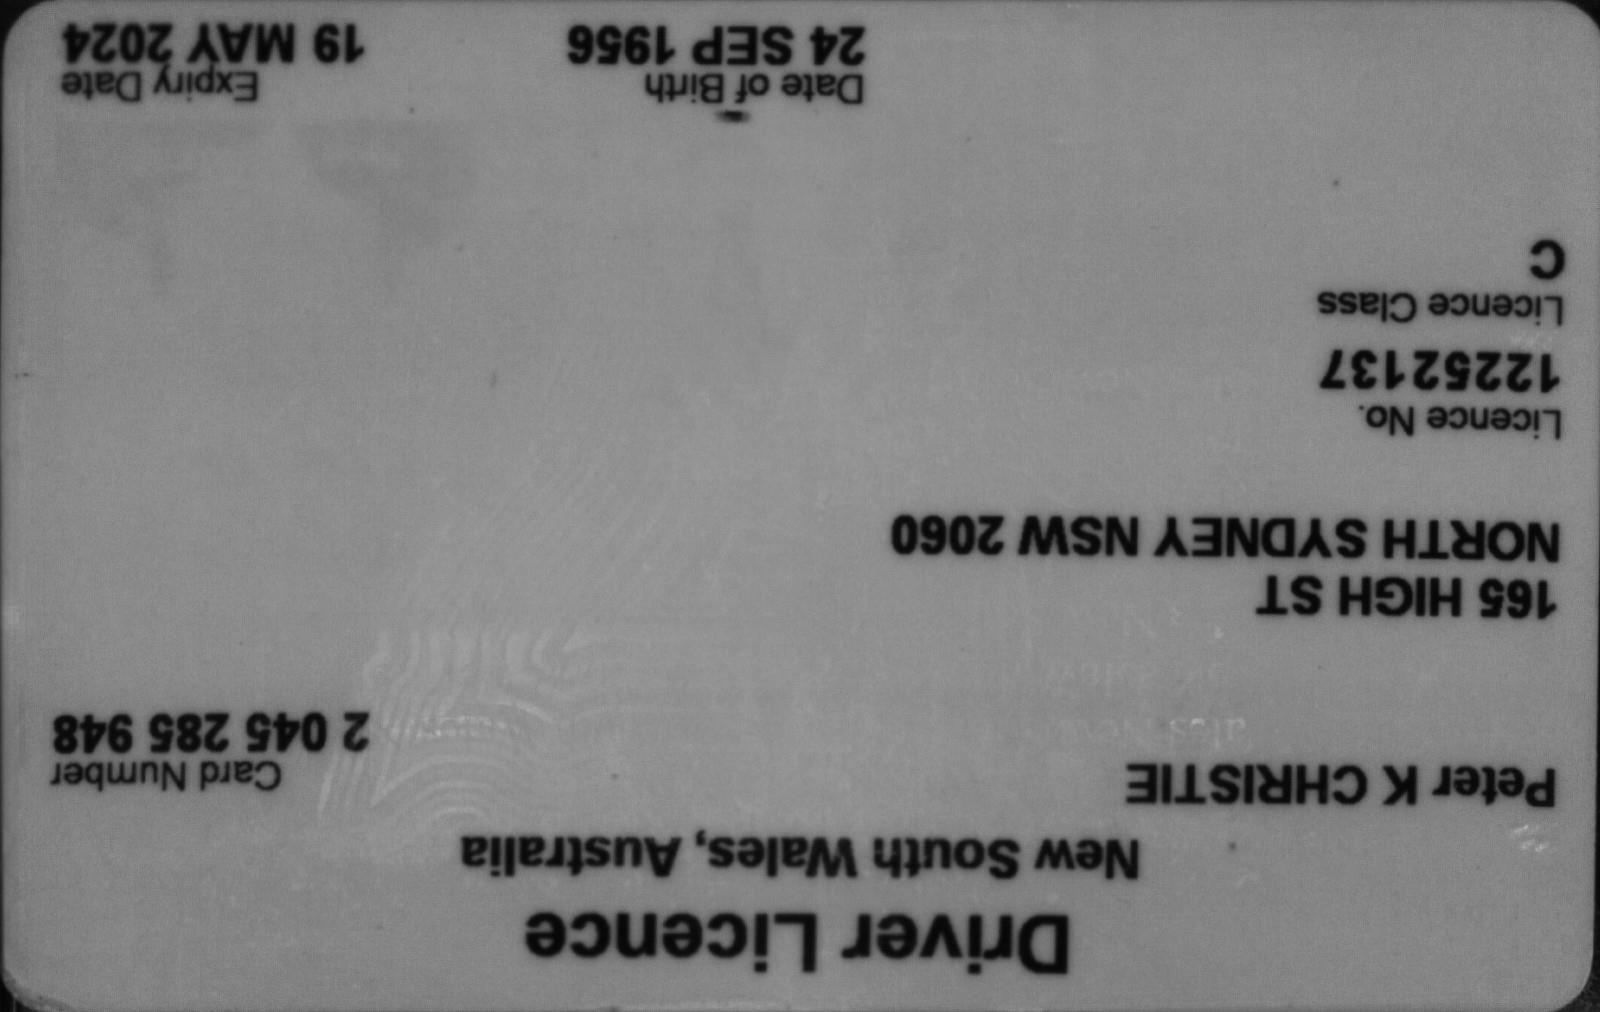 Driver Licence
New South Wales, Australia
Peter K CHRISTIE
Card Number
2 045 285 948
165 HIGH ST
NORTH SYDNEY NSW 2060
Licence No.
12252137
Licence Class
C
Date of Birth
24 SEP 1956
Expiry Date
19 MAY 2024